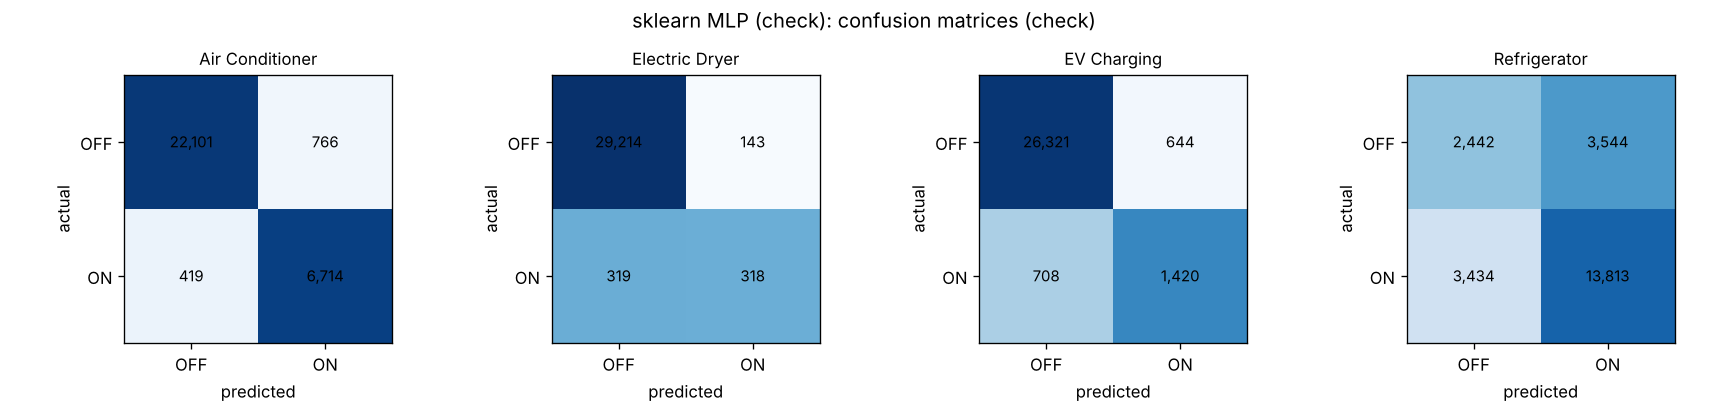 sklearn MLP (check): confusion matrices (check)
Air Conditioner
actual
OFF
22,101
766
ON
419
6,714
OFF
ON
predicted
Electric Dryer
actual
OFF
29,214
143
ON
319
318
OFF
ON
predicted
EV Charging
actual
OFF
26,321
644
ON
708
1,420
OFF
ON
predicted
Refrigerator
actual
OFF
2,442
3,544
ON
3,434
13,813
OFF
ON
predicted